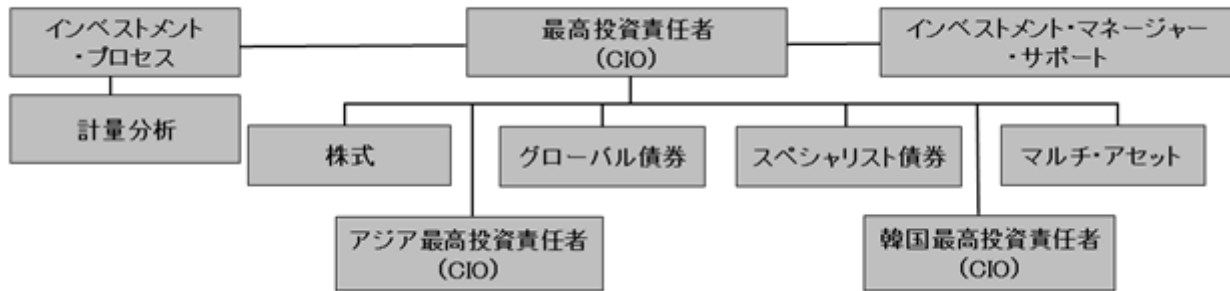 インベストメント
・プロセス
最高投資責任者
(CIO)
インベストメント・マネージャー
・サポート
計量分析
株式
グローバル債券
スペシャリスト債券
マルチ・アセット
アジア最高投資責任者
(CIO)
韓国最高投資責任者
(CIO)